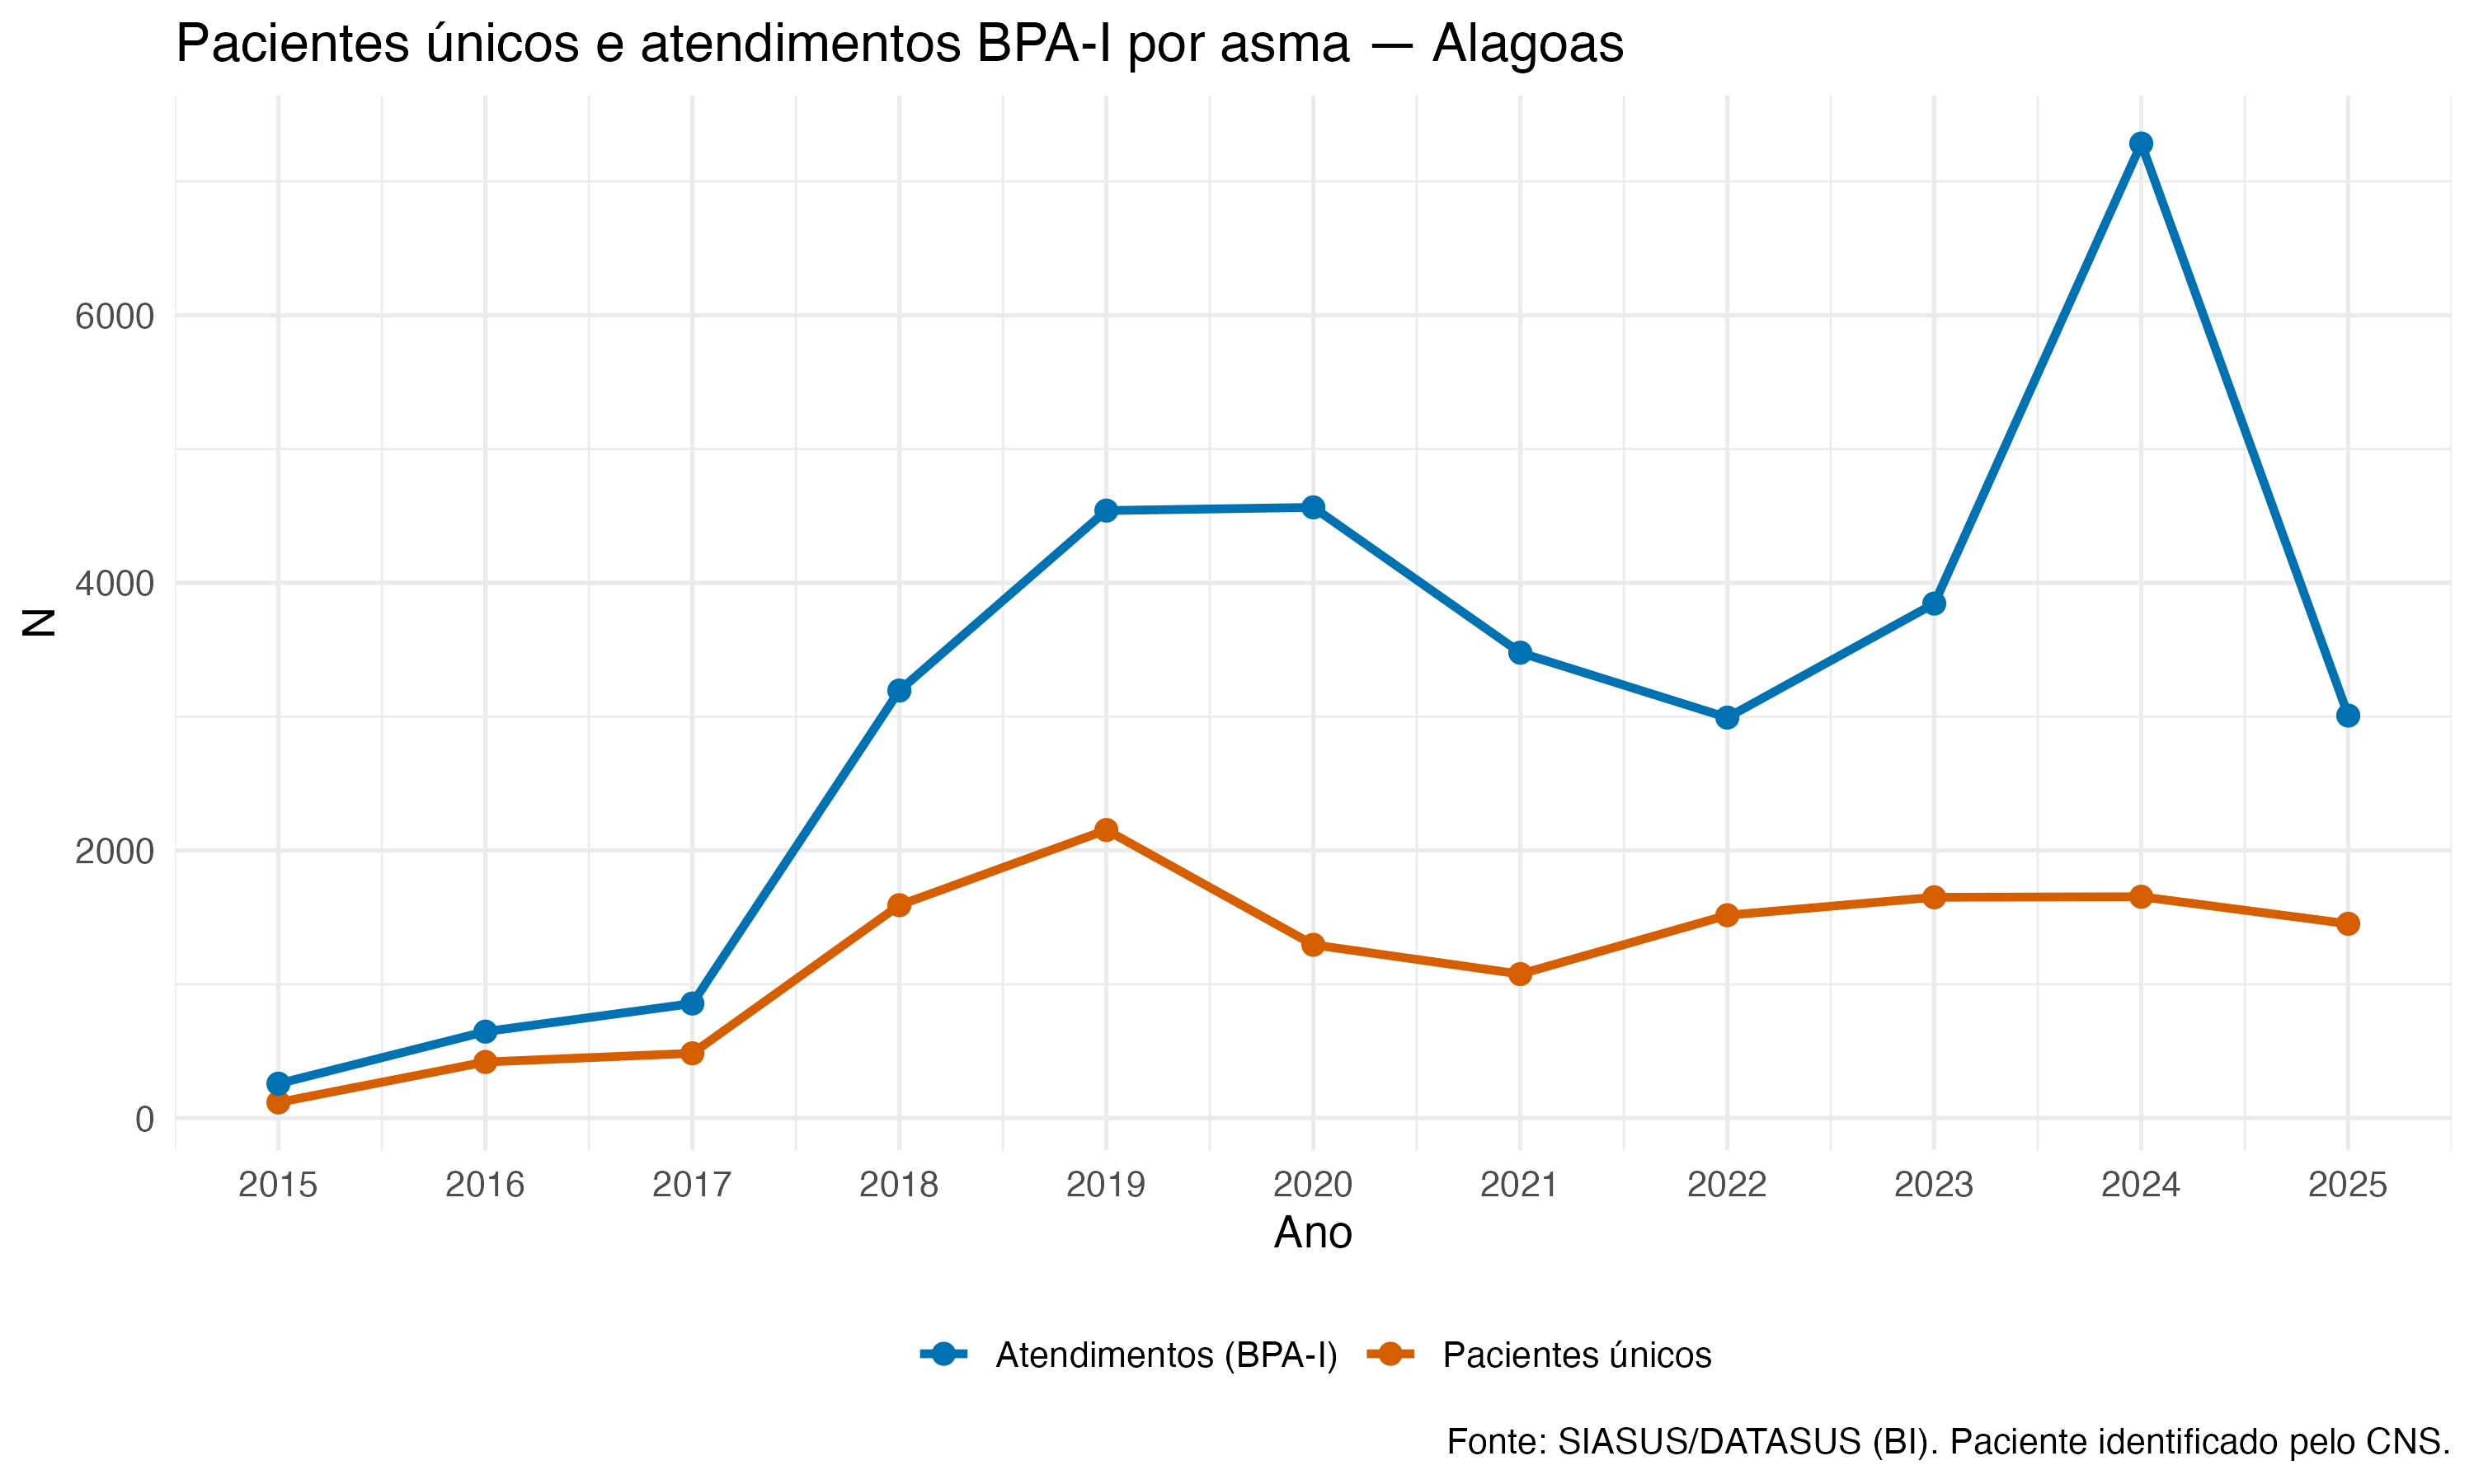 Pacientes únicos e atendimentos BPA-I por asma — Alagoas
N
6000
4000
2000
0
2015 2016 2017 2018 2019 2020 2021 2022 2023 2024 2025
Ano
Atendimentos (BPA-I) Pacientes únicos
Fonte: SIASUS/DATASUS (BI). Paciente identificado pelo CNS.